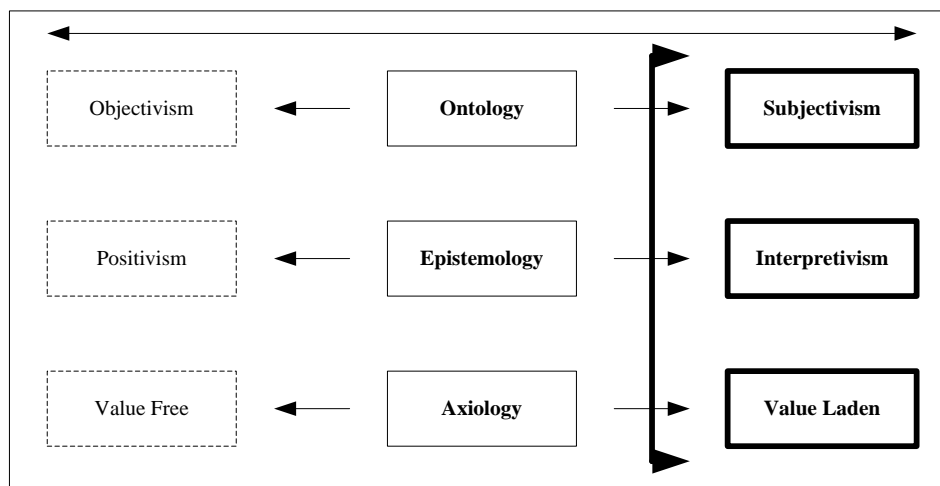 Objectivism
Ontology
Subjectivism
Positivism
Epistemology
Interpretivism
Value Free
Axiology
Value Laden